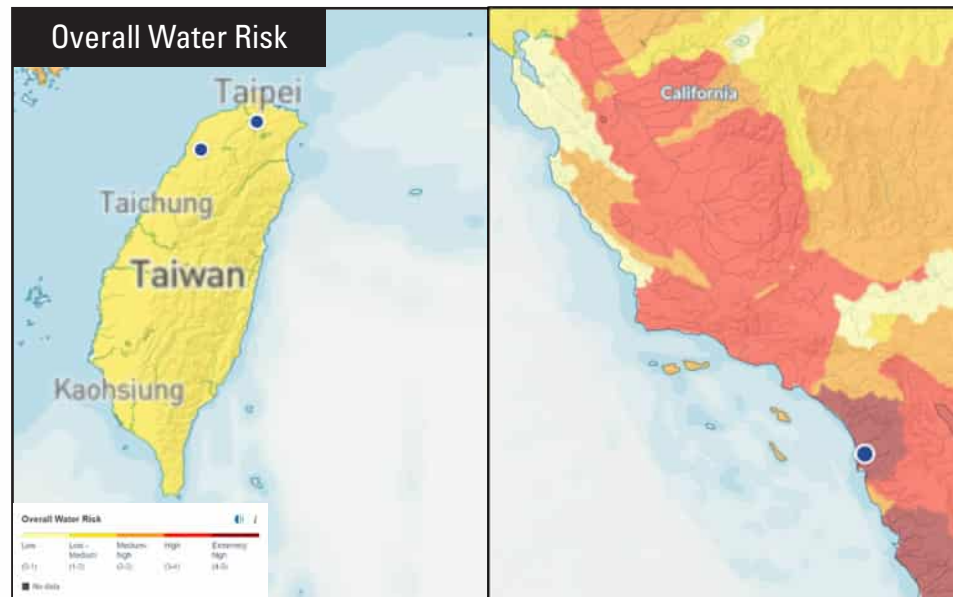 Overall Water Risk
Taipei
Taichung
Taiwan
Kaohsiung
California
Overall Water Risk
Low
Low -
Medium
Medium-
high
High
Extremely
high
(0-1)
(1-2)
(2-3)
(3-4)
(4-5)
No data